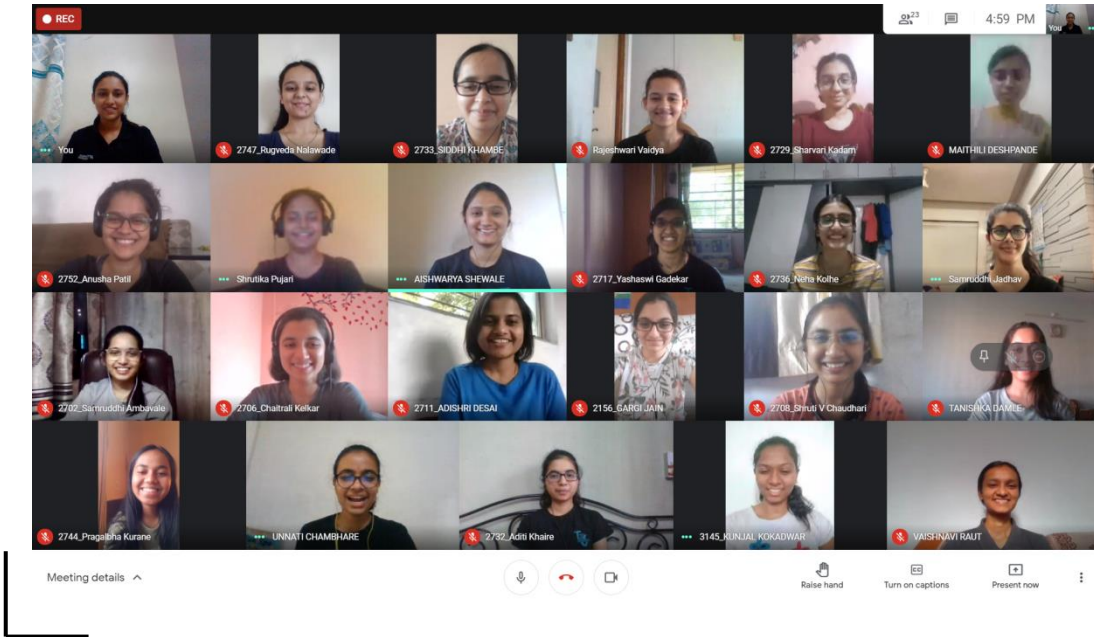 REC
23
4:59 PM
You
You
2747_Rugveda Nalawade
2733_SIDDHI KHAMBE
Rajeshwari Vaidya
2729_Sharvari Kadam
MAITHILI DESHPANDE
2752_Anusha Patil
Shrutika Pujari
AISHWARYA SHEWALE
2717_Yashaswi Gadekar
2736_Neha Kolhe
Samroddhi Jadhav
2702_Samruddhi Ambavale
2706_Chaitrali Kelkar
2711_ADISHRI DESAI
2156_GARGI JAIN
2708_Shruti V Chaudhari
TANISHKA DAMLE
2744_Pragalbha Kurane
UNNATI CHAMBHARE
2732_Aditi Khaire
3145_KUNJAL KOKADWAR
VAISHNAVI RAUT
Meeting details
Raise hand
CC
Turn on captions
Present now